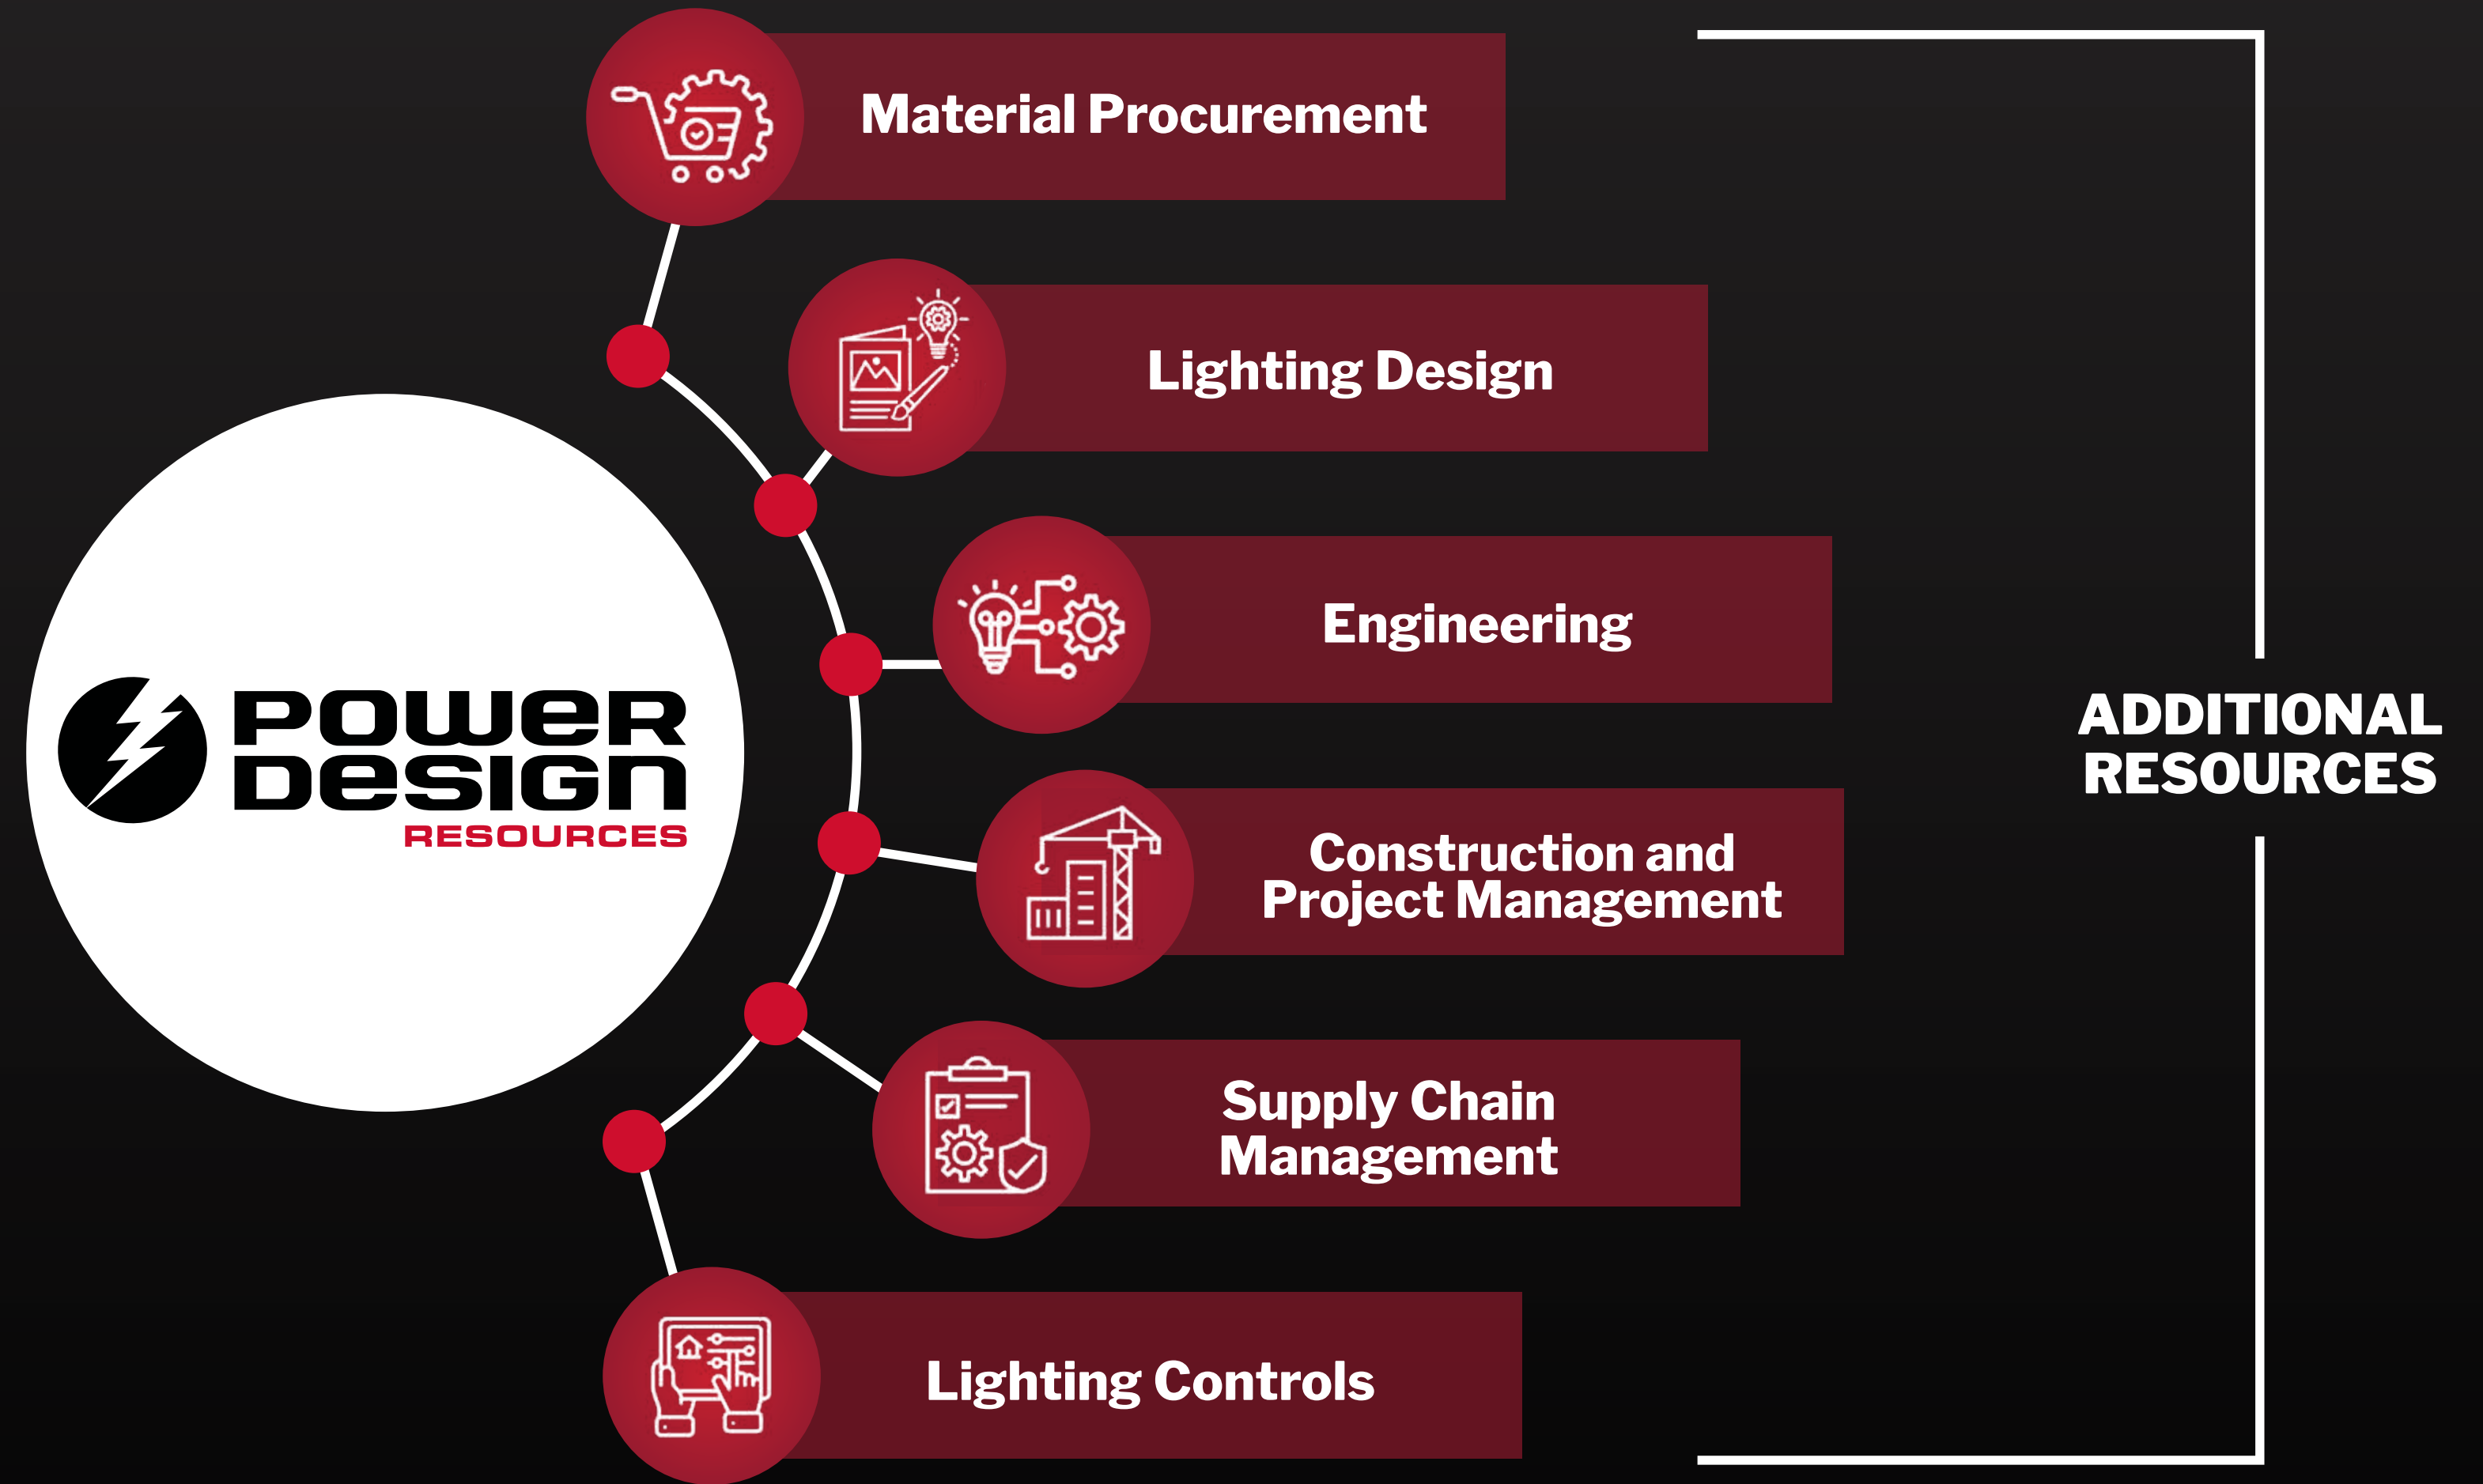 Material Procurement
Lighting Design
Engineering
POWER
DESIGN
RESOURCES
Construction and
Project Management
Supply Chain
Management
Lighting Controls
ADDITIONAL
RESOURCES